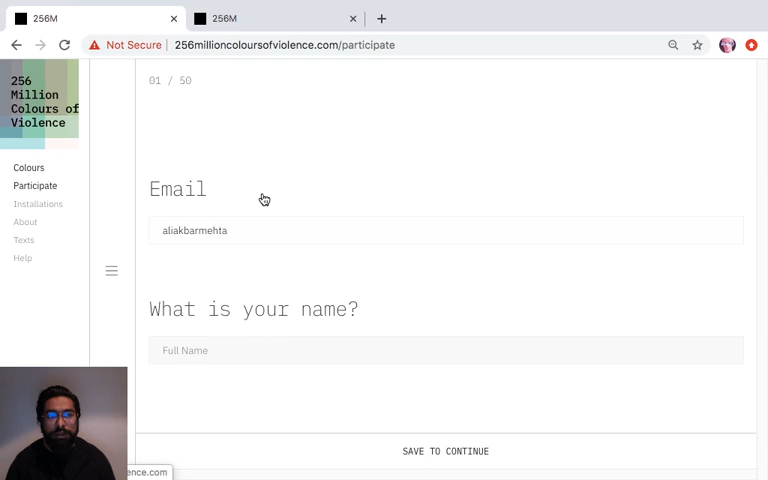 256M
256M
Not Secure
256millioncoloursofviolence.com/participate
256
Million
Colours of
Violence
Colours
Participate
Installations
About
Texts
Help
01 / 50
Email
aliakbarmehta
What is your name?
Full Name
SAVE TO CONTINUE
ence.com